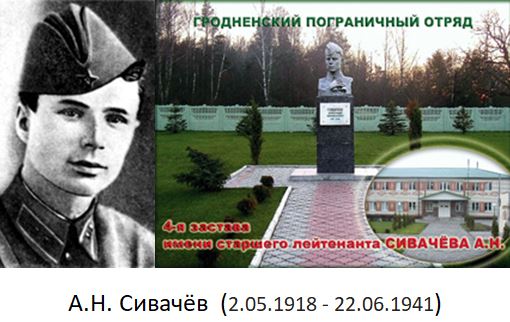 ГРОДНЕНСКИЙ ПОГРАНИЧНЫЙ ОТРЯД
4-я застава
имени старшего лейтенанта СИВАЧЁВА А.Н.
А.Н. Сивачёв (2.05.1918 - 22.06.1941)